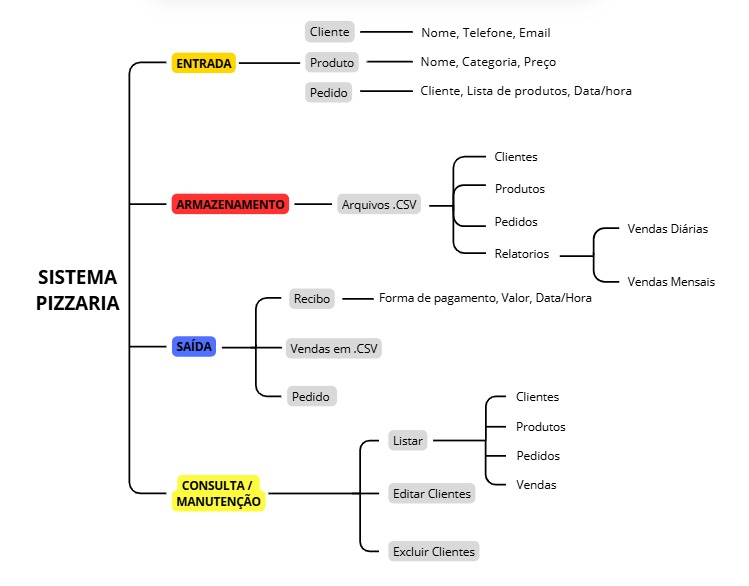 SISTEMA
PIZZARIA
ENTRADA
Cliente
Nome, Telefone, Email
Produto
Nome, Categoria, Preço
Pedido
Cliente, Lista de produtos, Data/hora
ARMAZENAMENTO
Arquivos .CSV
Clientes
Produtos
Pedidos
Relatorios
Vendas Diárias
Vendas Mensais
SAÍDA
Recibo
Forma de pagamento, Valor, Data/Hora
Vendas em .CSV
Pedido
CONSULTA /
MANUTENÇÃO
Listar
Clientes
Produtos
Pedidos
Vendas
Editar Clientes
Excluir Clientes